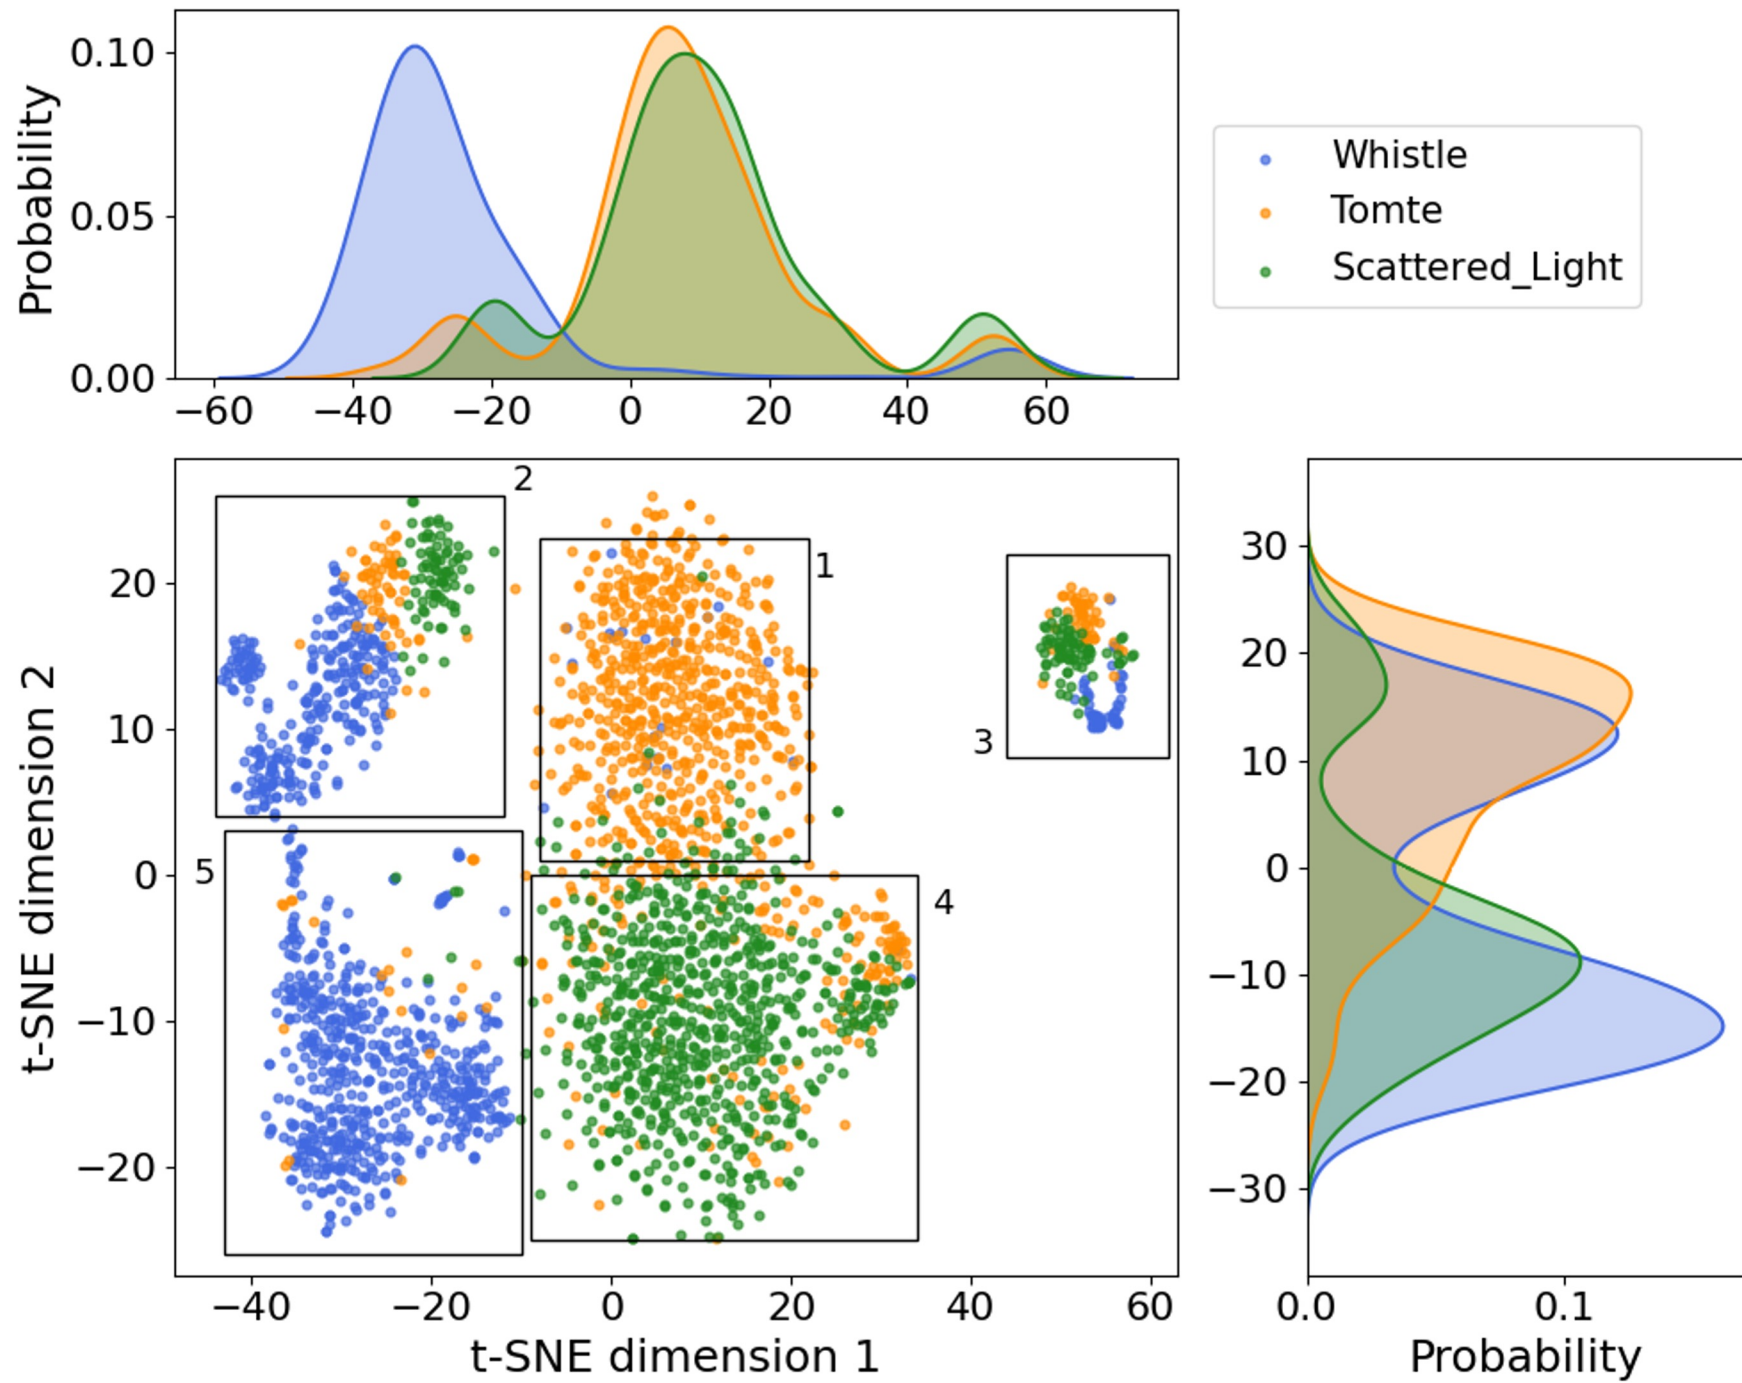 Probability
0.10
0.05
0.00
−60 −40 −20 0 20 40 60
Whistle
Tomte
Scattered_Light
t-SNE dimension 2
20
10
0
−10
−20
2
1
3
5
4
−40 −20 0 20 40 60
t-SNE dimension 1
30
20
10
0
−10
−20
−30
0.0 0.1
Probability